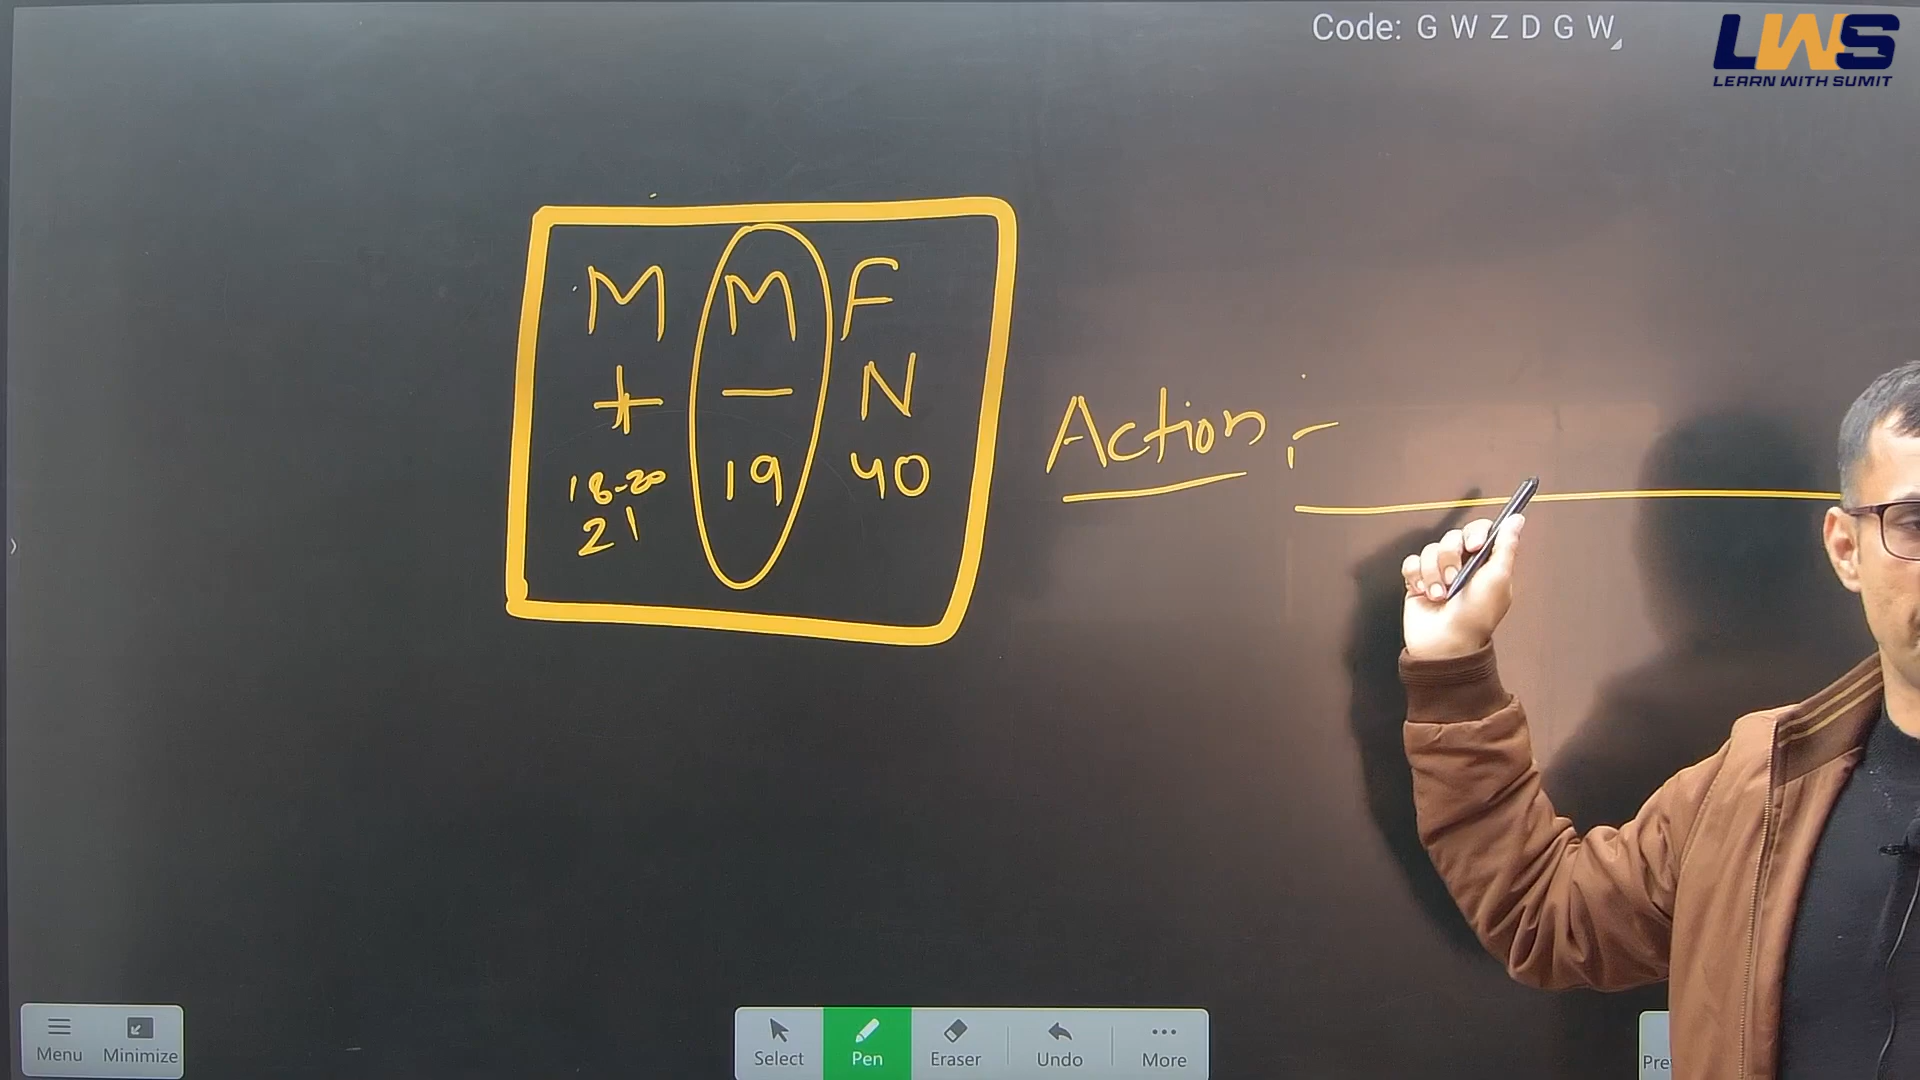 Code: G W Z D G W
LWS
LEARN WITH SUMIT
M M F
+ — N
18-20 19 40
21
Action :-
Menu
Minimize
Select
Pen
Eraser
Undo
More